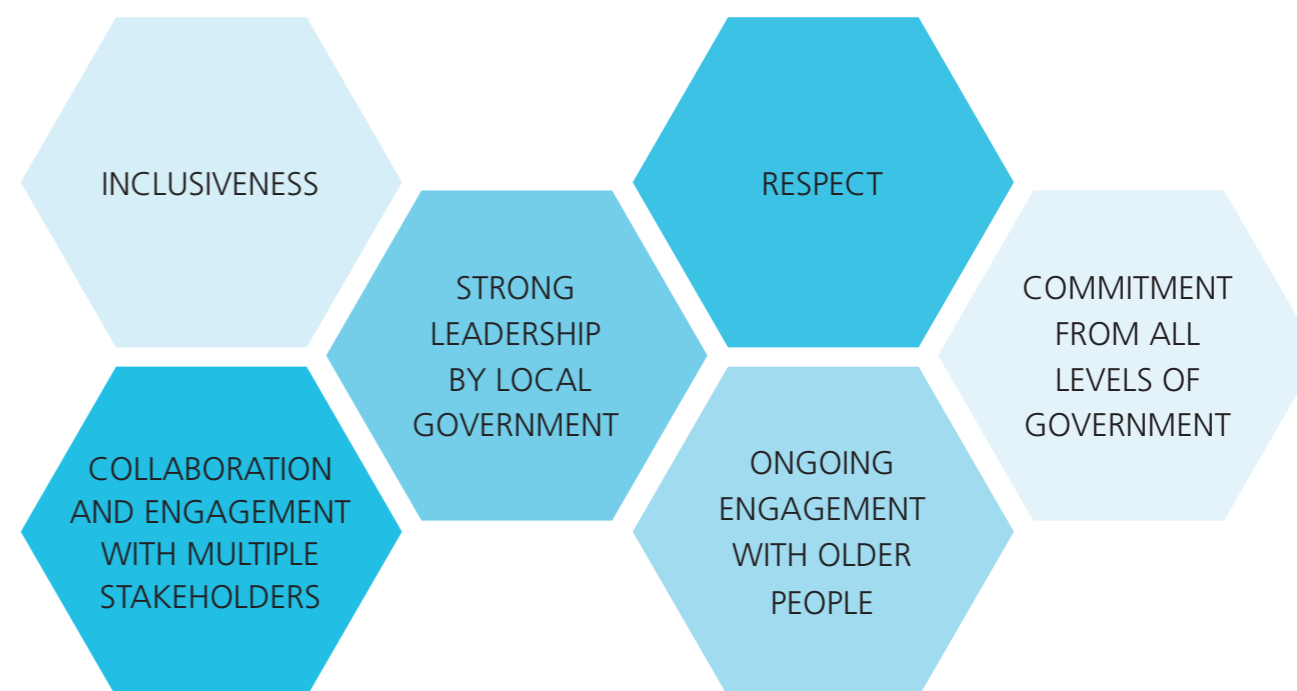 INCLUSIVENESS
RESPECT
STRONG
LEADERSHIP
BY LOCAL
GOVERNMENT
COMMITMENT
FROM ALL
LEVELS OF
GOVERNMENT
COLLABORATION
AND ENGAGEMENT
WITH MULTIPLE
STAKEHOLDERS
ONGOING
ENGAGEMENT
WITH OLDER
PEOPLE